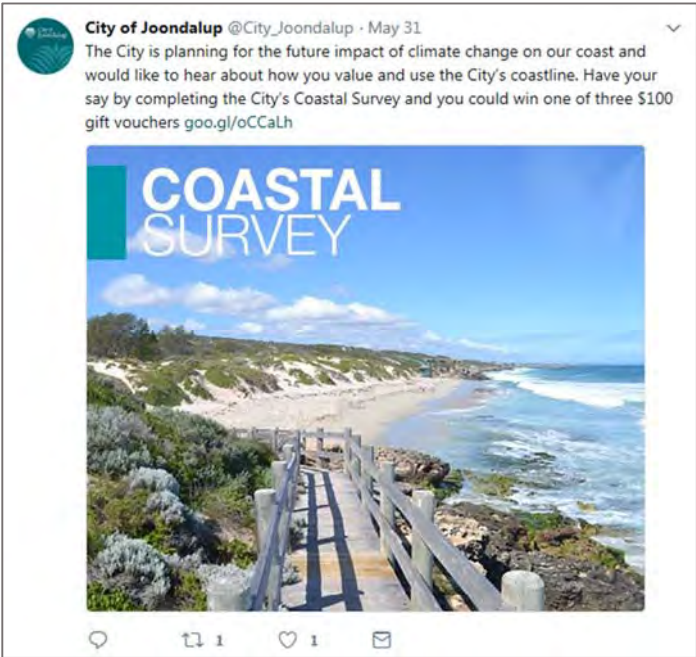 City of Joondalup @City_Joondalup · May 31
The City is planning for the future impact of climate change on our coast and
would like to hear about how you value and use the City's coastline. Have your
say by completing the City's Coastal Survey and you could win one of three $100
gift vouchers goo.gl/oCCaLh
COASTAL
SURVEY
1 1